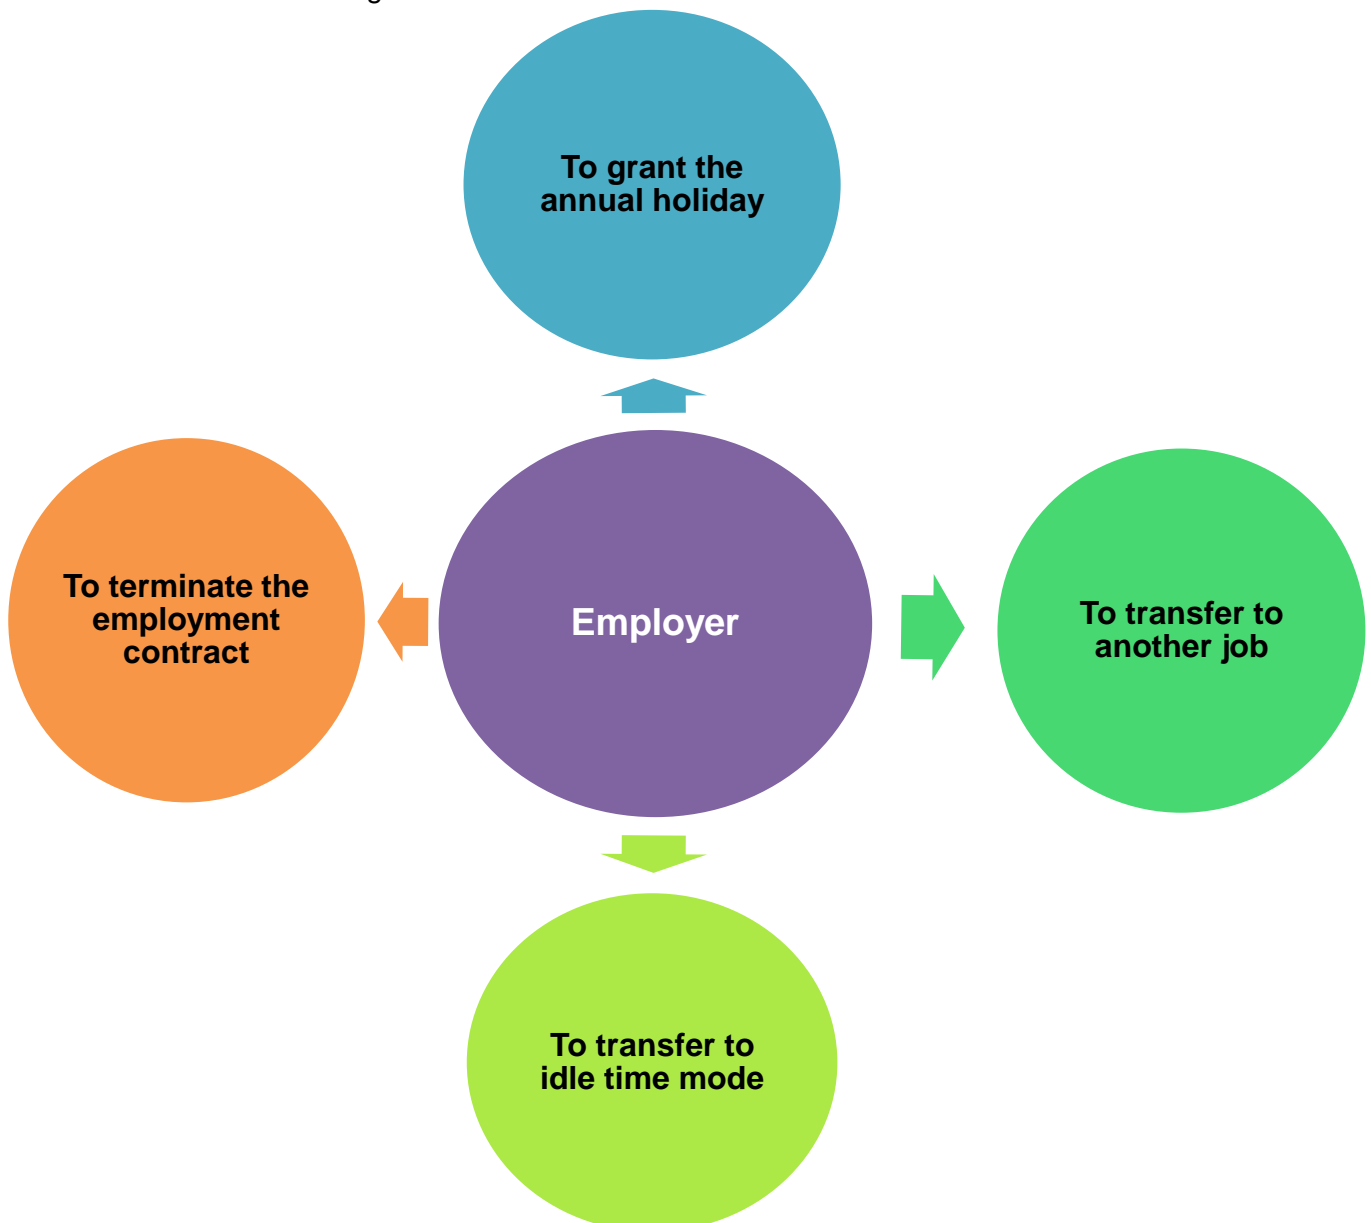 To grant the
annual holiday
To terminate the
employment
contract
Employer
To transfer to
another job
To transfer to
idle time mode